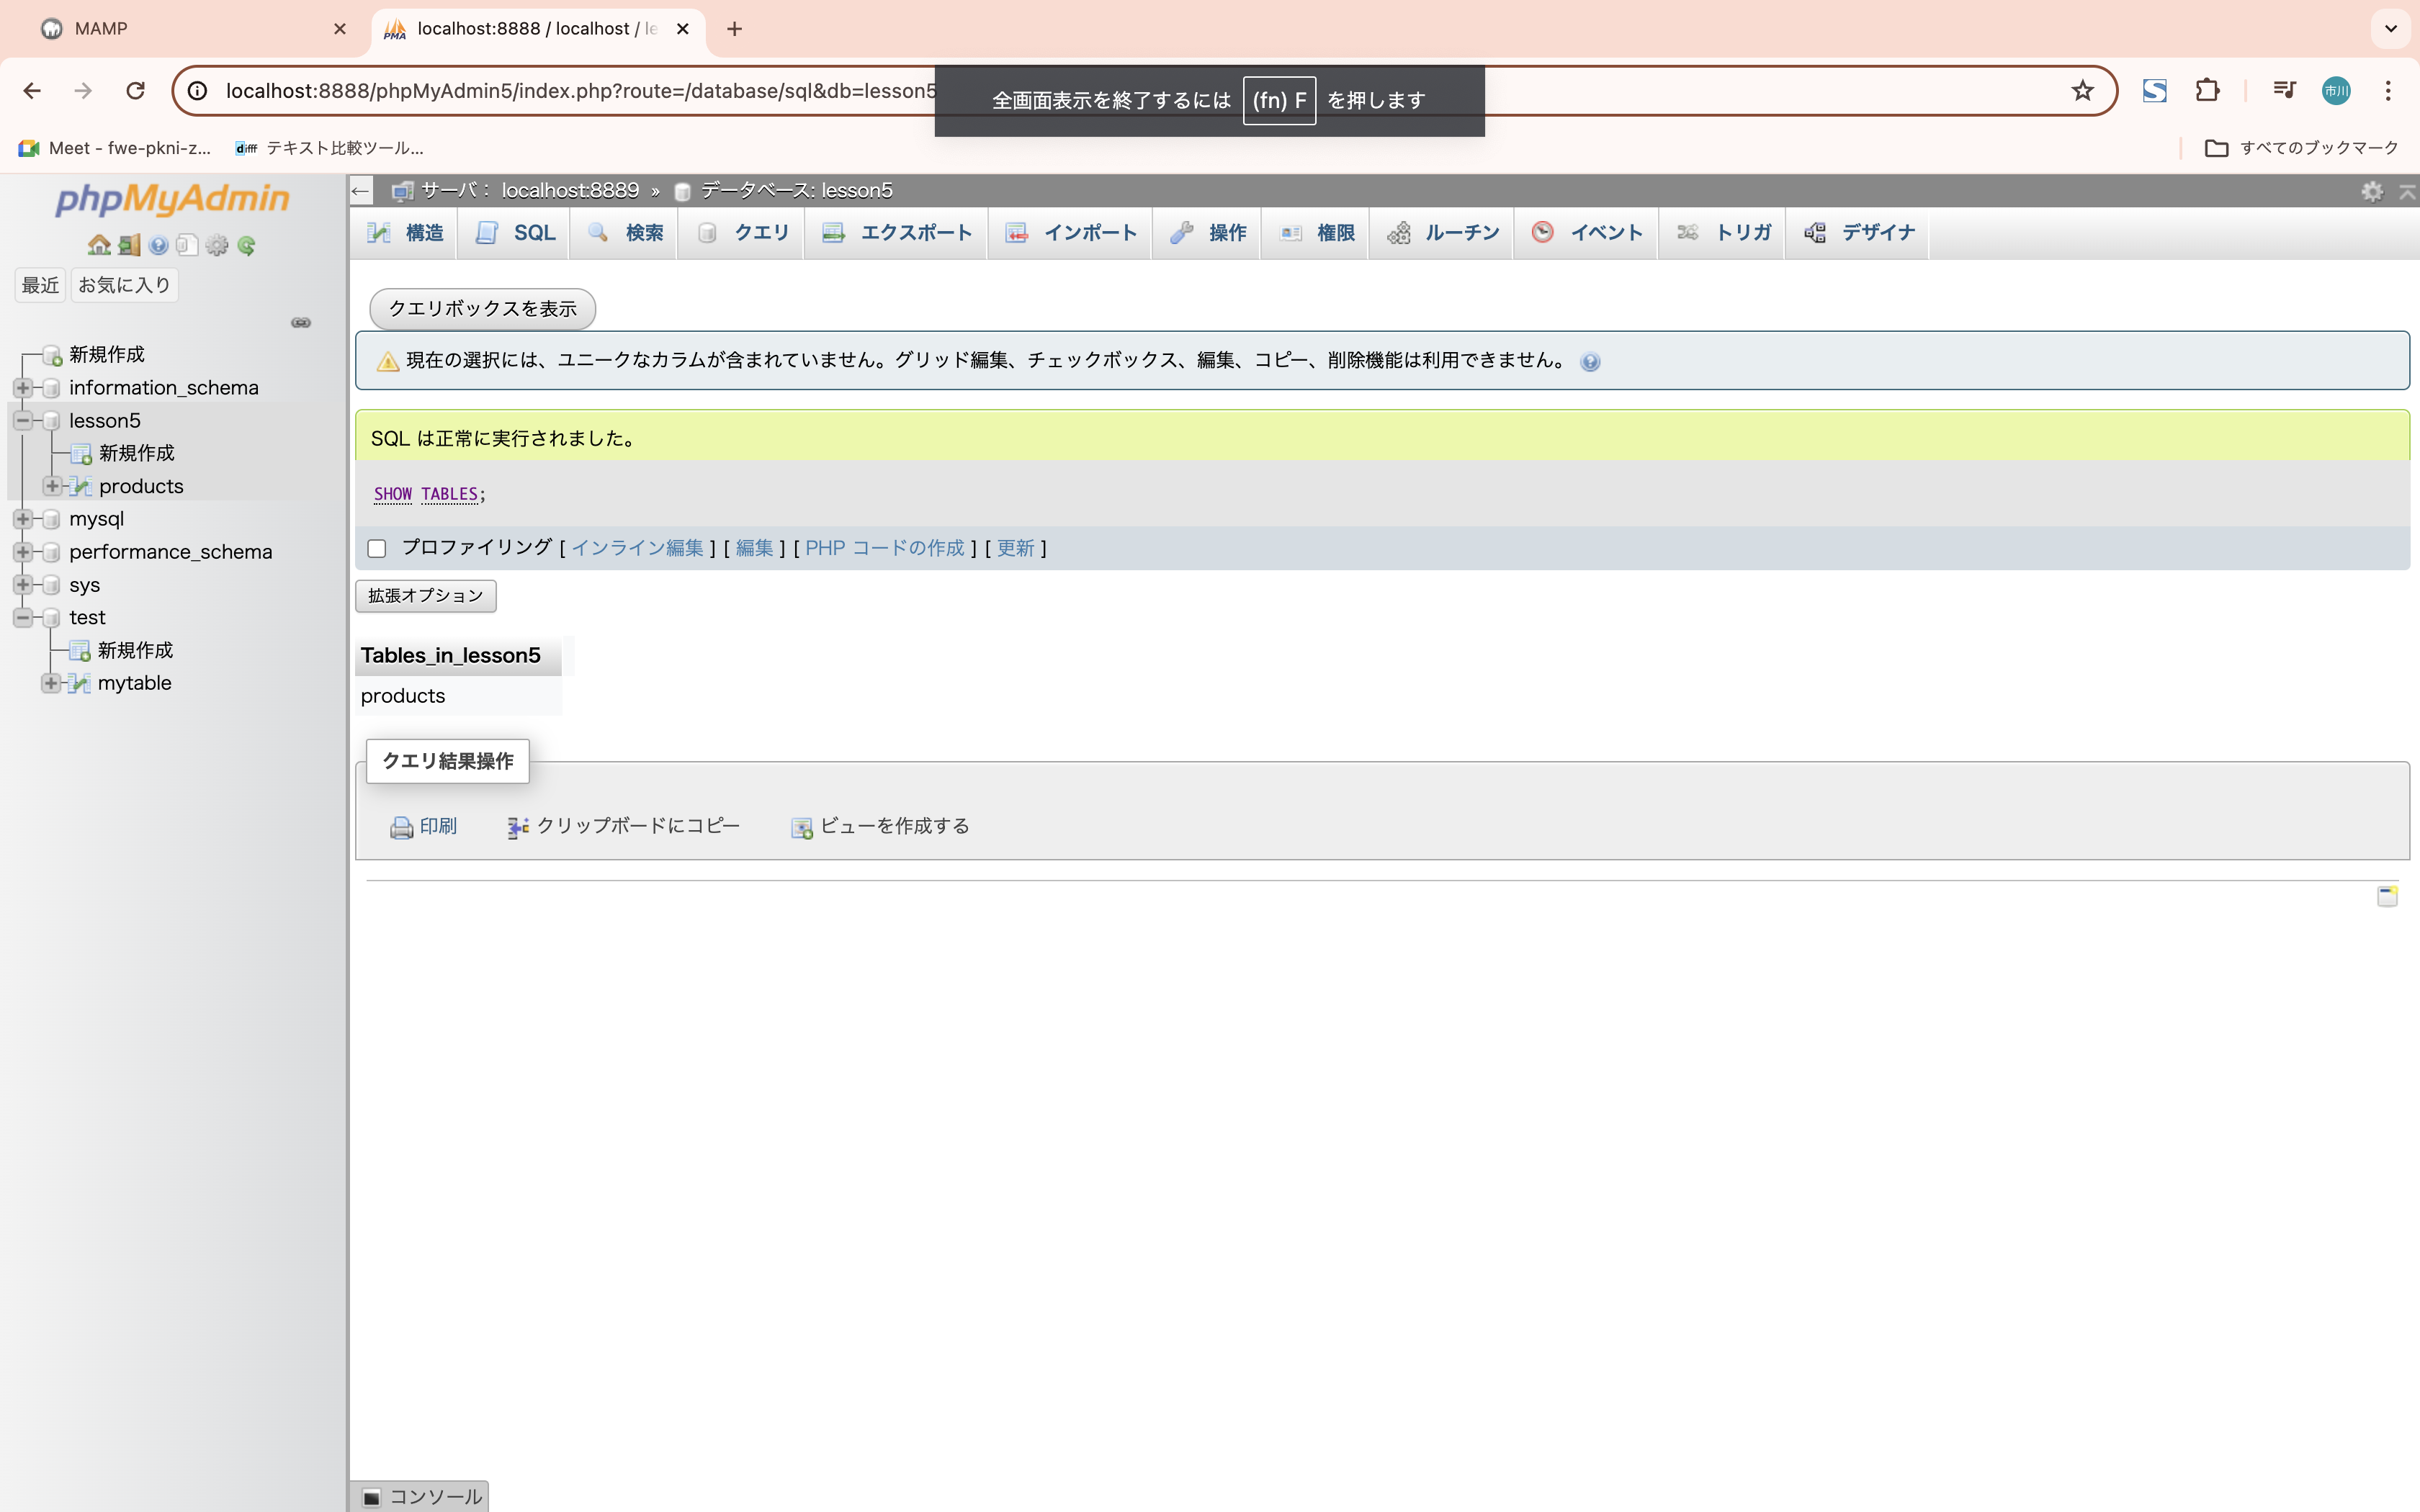 MAMP
localhost:8888 / localhost / le
localhost:8888/phpMyAdmin5/index.php?route=/database/sql&db=lesson5
全画面表示を終了するには (fn) F を押します
市川
Meet - fwe-pkni-z...
diff テキスト比較ツール...
すべてのブックマーク
phpMyAdmin
最近
お気に入り
新規作成
information_schema
lesson5
新規作成
products
mysql
performance_schema
sys
test
新規作成
mytable
サーバ： localhost:8889 » データベース: lesson5
構造 SQL 検索 クエリ エクスポート インポート 操作 権限 ルーチン イベント トリガ デザイナ
クエリボックスを表示
現在の選択には、ユニークなカラムが含まれていません。グリッド編集、チェックボックス、編集、コピー、削除機能は利用できません。
SQL は正常に実行されました。
SHOW TABLES;
プロファイリング [ インライン編集 ] [ 編集 ] [ PHP コードの作成 ] [ 更新 ]
拡張オプション
Tables_in_lesson5
products
クエリ結果操作
印刷 クリップボードにコピー ビューを作成する
コンソール